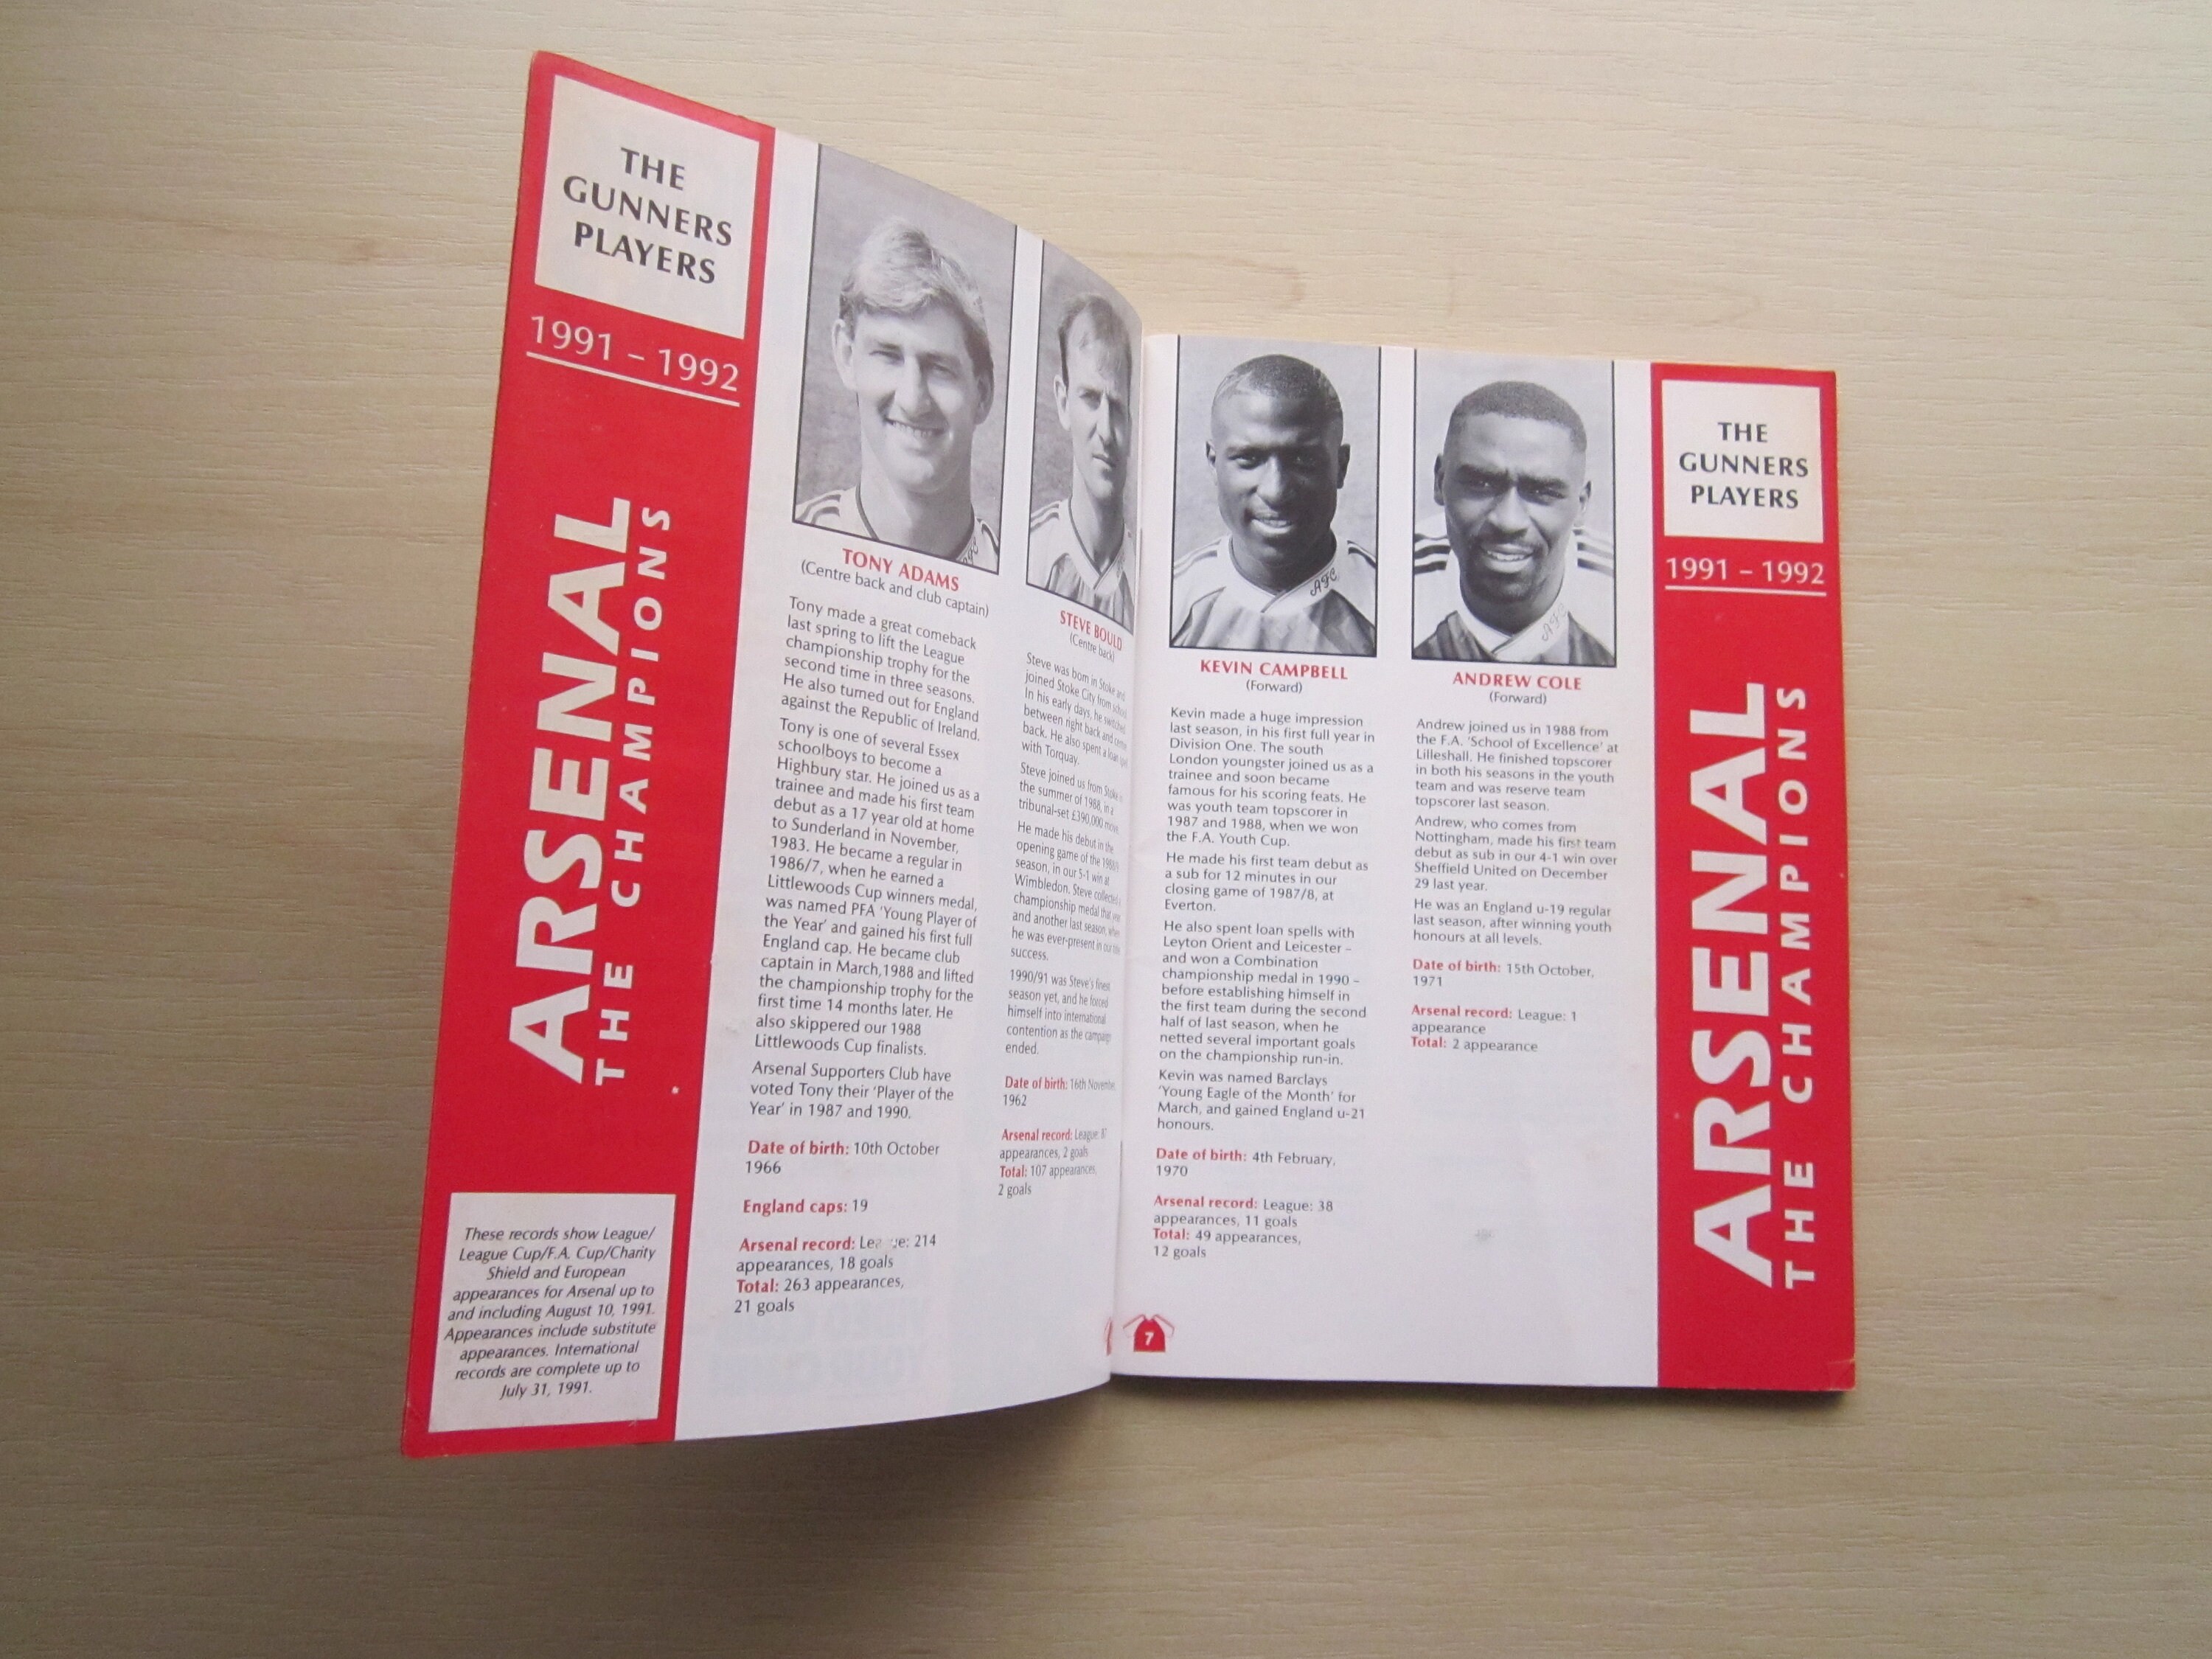 THE
GUNNERS
PLAYERS
1991 – 1992
ARSENAL
THE CHAMPIONS
These records show League/
League Cup/F.A. Cup/Charity
Shield and European
appearances for Arsenal up to
and including August 10, 1991.
Appearances include substitute
appearances. International
records are complete up to
July 31, 1991.
AFC
TONY ADAMS
(Centre back and club captain)
Tony made a great comeback
last spring to lift the League
championship trophy for the
second time in three seasons.
He also turned out for England
against the Republic of Ireland.
Tony is one of several Essex
schoolboys to become a
Highbury star. He joined us as a
trainee and made his first team
debut as a 17 year old at home
to Sunderland in November,
1983. He became a regular in
1986/7, when he earned a
Littlewoods Cup winners medal,
was named PFA 'Young Player of
the Year' and gained his first full
England cap. He became club
captain in March,1988 and lifted
the championship trophy for the
first time 14 months later. He
also skippered our 1988
Littlewoods Cup finalists.
Arsenal Supporters Club have
voted Tony their 'Player of the
Year' in 1987 and 1990.
Date of birth: 10th October
1966
England caps: 19
Arsenal record: League: 214
appearances, 18 goals
Total: 263 appearances,
21 goals
STEVE BOULD
(Centre back)
Steve was born in Stoke and
joined Stoke City from school.
In his early days, he switched
between right back and centre
back. He also spent a loan spell
with Torquay.
Steve joined us from Stoke in
the summer of 1988, in a
tribunal-set £390,000 move.
He made his debut in the
opening game of the
season, in our 5-1 win at
Wimbledon. Steve collected a
championship medal that year
and another last season, when
he was ever-present in our
success.
1990/91 was Steve's finest
season yet, and he forced
himself into international
contention as the campaign
ended.
Date of birth: 16th November
1962
Arsenal record: League:
appearances, 2 goals
Total: 107 appearances,
2 goals
AFC
KEVIN CAMPBELL
(Forward)
Kevin made a huge impression
last season, in his first full year in
Division One. The south
London youngster joined us as a
trainee and soon became
famous for his scoring feats. He
was youth team topscorer in
1987 and 1988, when we won
the F.A. Youth Cup.
He made his first team debut as
a sub for 12 minutes in our
closing game of 1987/8, at
Everton.
He also spent loan spells with
Leyton Orient and Leicester –
and won a Combination
championship medal in 1990 –
before establishing himself in
the first team during the second
half of last season, when he
netted several important goals
on the championship run-in.
Kevin was named Barclays
'Young Eagle of the Month' for
March, and gained England u-21
honours.
Date of birth: 4th February,
1970
Arsenal record: League: 38
appearances, 11 goals
Total: 49 appearances,
12 goals
7
AFC
ANDREW COLE
(Forward)
Andrew joined us in 1988 from
the F.A. 'School of Excellence' at
Lilleshall. He finished topscorer
in both his seasons in the youth
team and was reserve team
topscorer last season.
Andrew, who comes from
Nottingham, made his first team
debut as sub in our 4-1 win over
Sheffield United on December
29 last year.
He was an England u-19 regular
last season, after winning youth
honours at all levels.
Date of birth: 15th October,
1971
Arsenal record: League: 1
appearance
Total: 2 appearance
THE
GUNNERS
PLAYERS
1991 – 1992
ARSENAL
THE CHAMPIONS